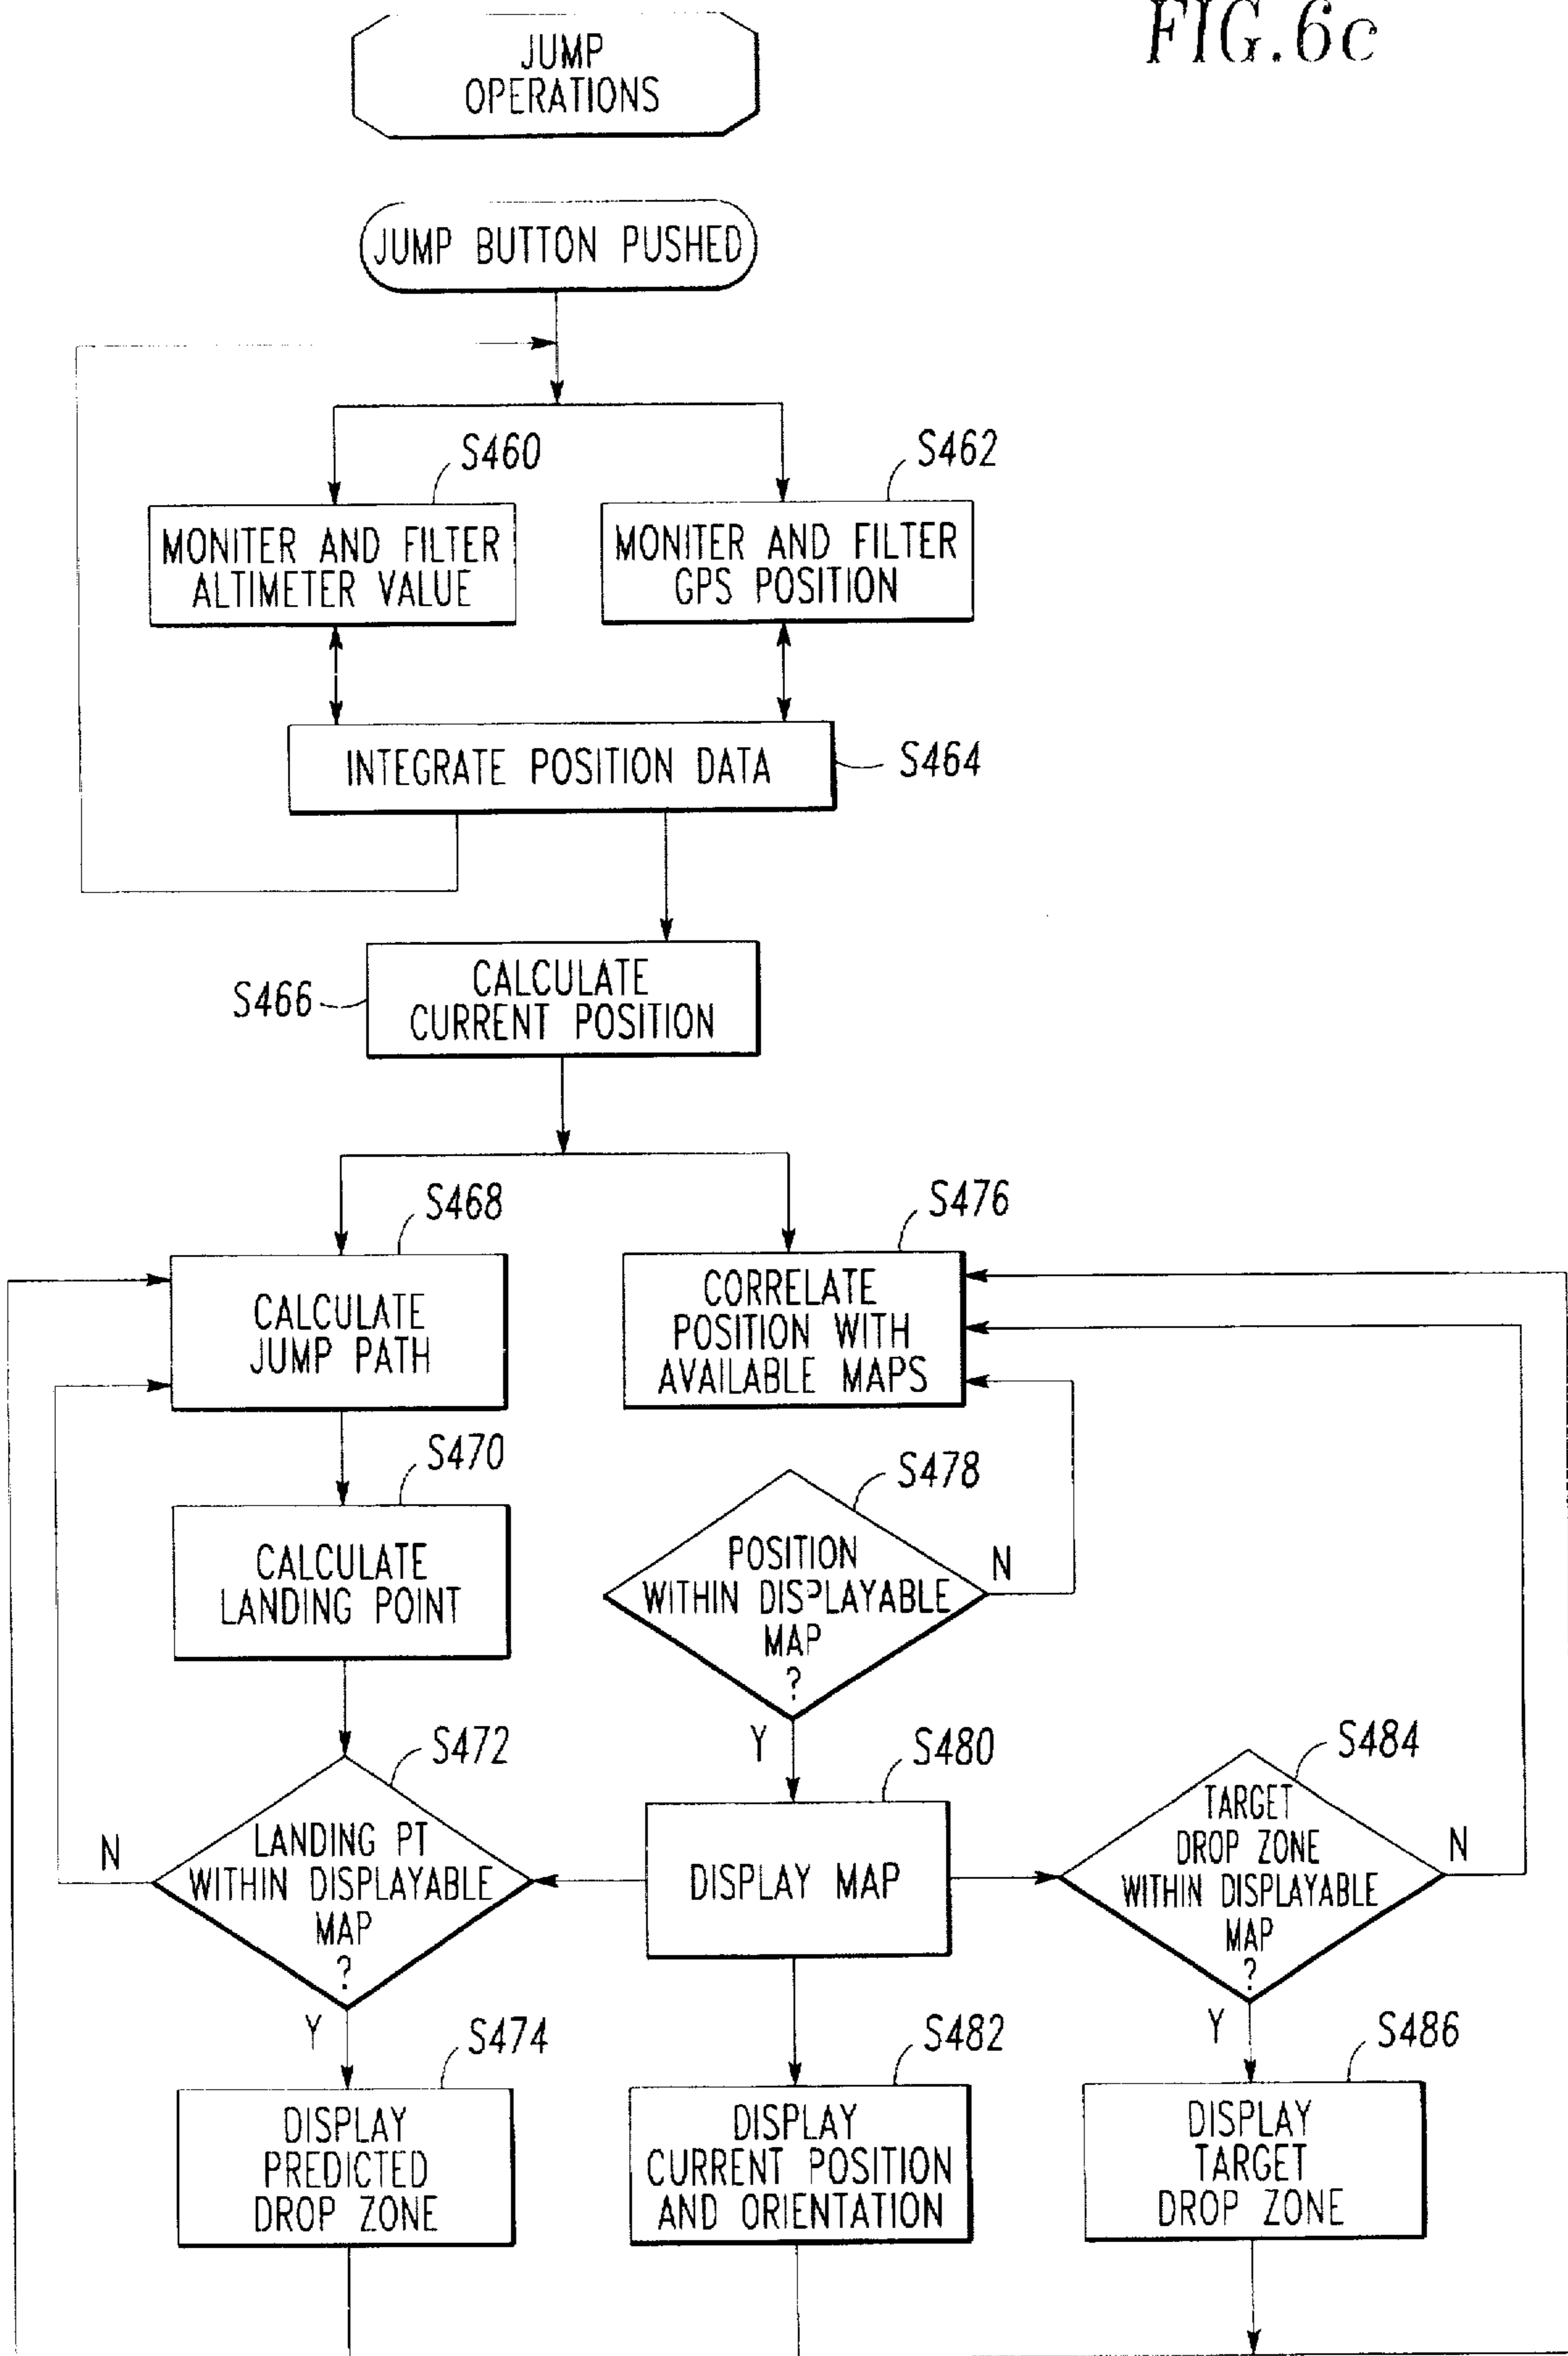 FIG.6c
JUMP
OPERATIONS
JUMP BUTTON PUSHED
S460
S462
MONITER AND FILTER
ALTIMETER VALUE
MONITER AND FILTER
GPS POSITION
INTEGRATE POSITION DATA
S464
S466
CALCULATE
CURRENT POSITION
S468
S476
CALCULATE
JUMP PATH
CORRELATE
POSITION WITH
AVAILABLE MAPS
S470
S478
CALCULATE
LANDING POINT
POSITION
WITHIN DISPLAYABLE
MAP
?
N
Y
S472
S480
S484
LANDING PT
WITHIN DISPLAYABLE
MAP
?
N
Y
DISPLAY MAP
TARGET
DROP ZONE
WITHIN DISPLAYABLE
MAP
?
N
Y
S474
S482
S486
DISPLAY
PREDICTED
DROP ZONE
DISPLAY
CURRENT POSITION
AND ORIENTATION
DISPLAY
TARGET
DROP ZONE